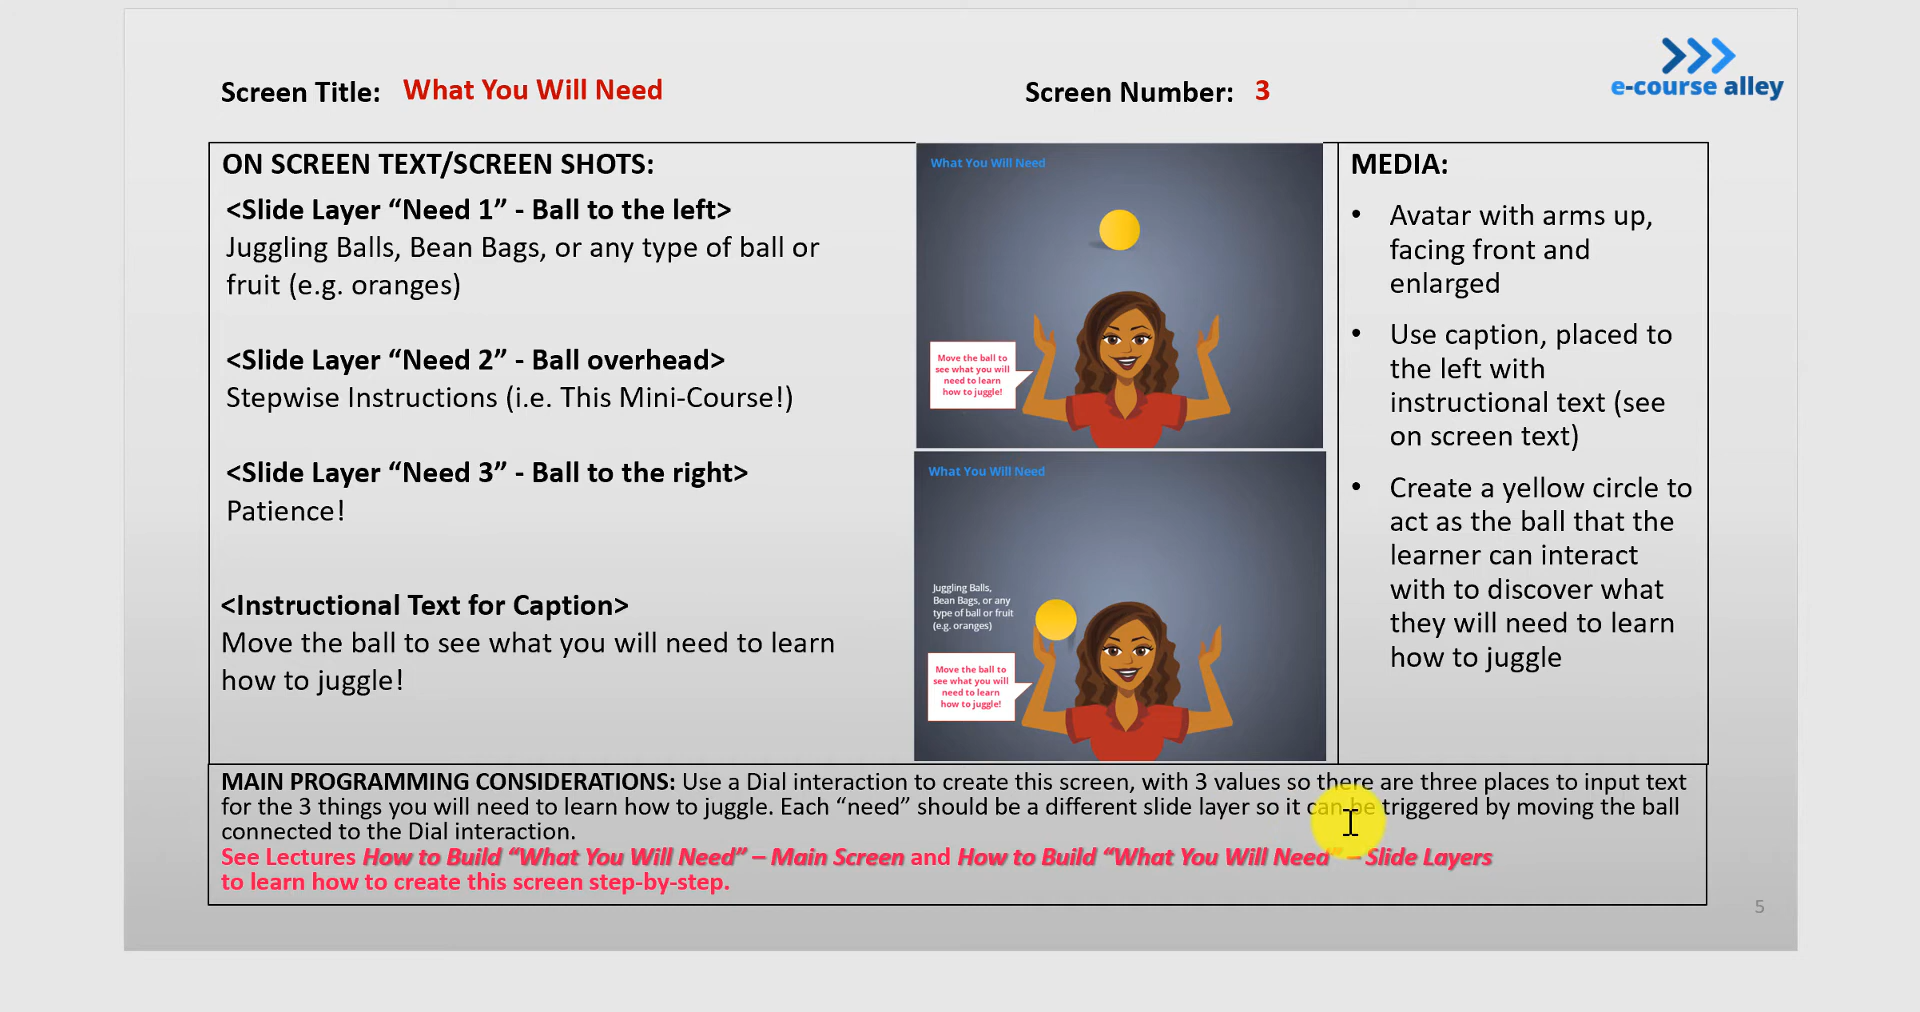 e-course alley
Screen Title: What You Will Need
Screen Number: 3
ON SCREEN TEXT/SCREEN SHOTS:
<Slide Layer “Need 1” - Ball to the left>
Juggling Balls, Bean Bags, or any type of ball or
fruit (e.g. oranges)
<Slide Layer “Need 2” - Ball overhead>
Stepwise Instructions (i.e. This Mini-Course!)
<Slide Layer “Need 3” - Ball to the right>
Patience!
<Instructional Text for Caption>
Move the ball to see what you will need to learn
how to juggle!
What You Will Need
Move the ball to
see what you will
need to learn
how to juggle!
What You Will Need
Juggling Balls,
Bean Bags, or any
type of ball or fruit
(e.g. oranges)
Move the ball to
see what you will
need to learn
how to juggle!
MEDIA:
• Avatar with arms up,
facing front and
enlarged
• Use caption, placed to
the left with
instructional text (see
on screen text)
• Create a yellow circle to
act as the ball that the
learner can interact
with to discover what
they will need to learn
how to juggle
MAIN PROGRAMMING CONSIDERATIONS: Use a Dial interaction to create this screen, with 3 values so there are three places to input text
for the 3 things you will need to learn how to juggle. Each “need” should be a different slide layer so it can be triggered by moving the ball
connected to the Dial interaction.
See Lectures How to Build “What You Will Need” – Main Screen and How to Build “What You Will Need” – Slide Layers
to learn how to create this screen step-by-step.
5